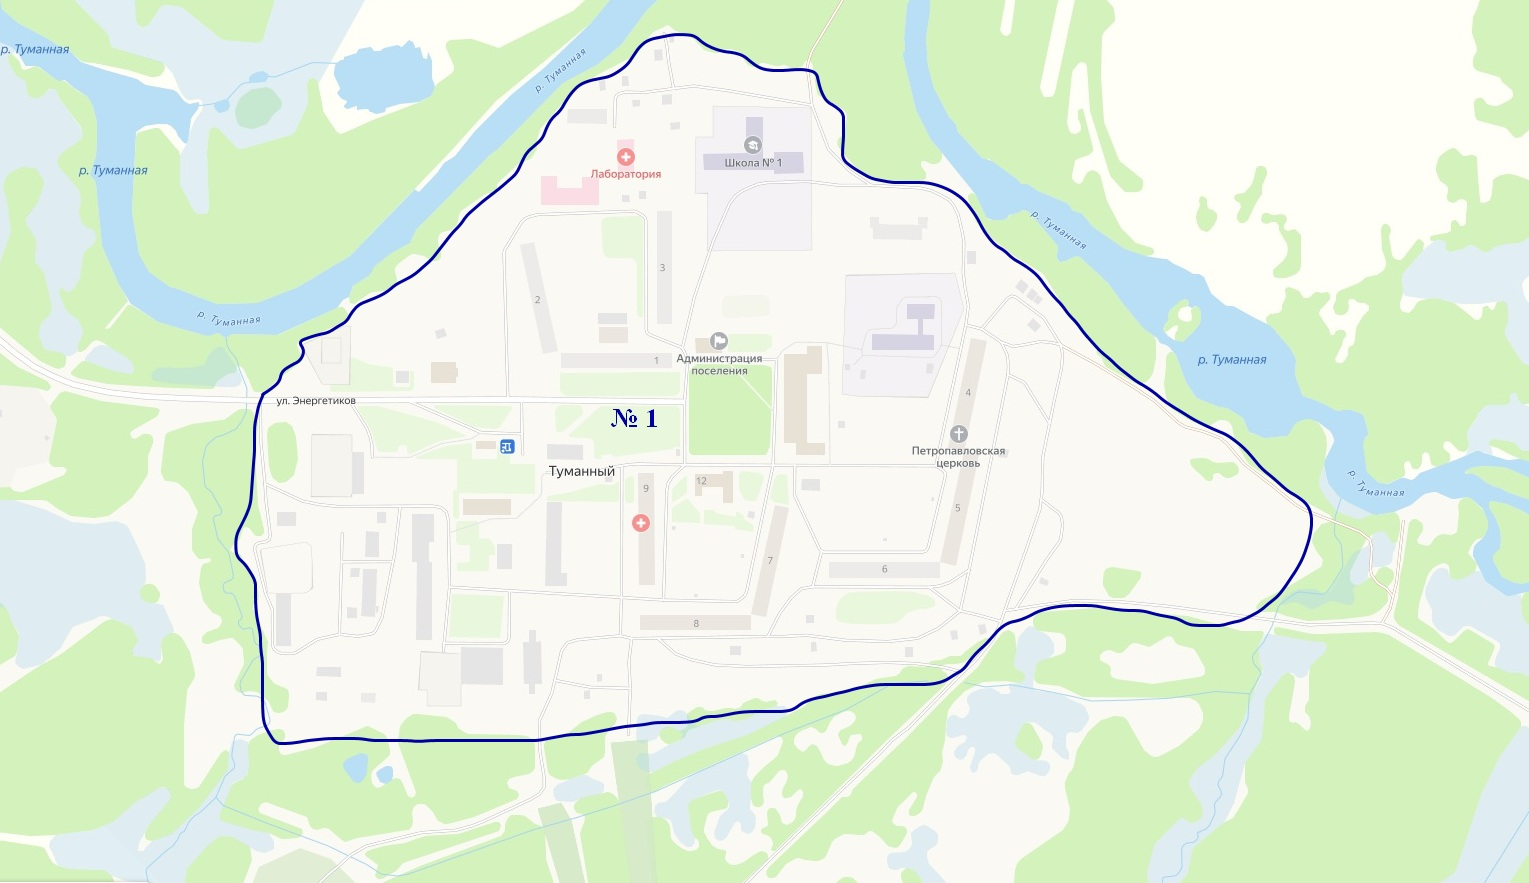 р. Туманная
р. Туманная
р. Туманная
р. Туманная
Школа № 1
Лаборатория
р. Туманная
3
2
1
Администрация
поселения
р. Туманная
ул. Энергетиков
№ 1
4
Петропавловская
церковь
Туманный
9
12
р. Туманная
5
7
6
8